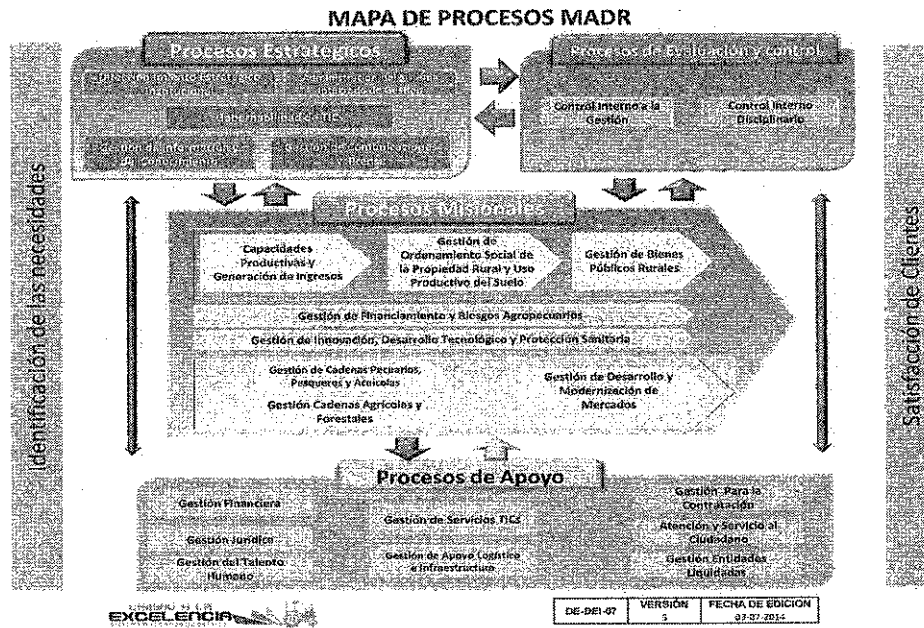 MAPA DE PROCESOS MADR
Identificación de las necesidades
Procesos Estratégicos
Procesos de Evaluación y control
Control Interno a la
Gestión
Control Interno
Disciplinario
Procesos Misionales
Capacidades
Productivas y
Generación de Ingresos
Gestión de
Ordenamiento Social de
la Propiedad Rural y Uso
Productivo del Suelo
Gestión de Bienes
Públicos Rurales
Gestión de Financiamiento y Riesgos Agropecuarios
Gestión de Innovación, Desarrollo Tecnológico y Protección Sanitaria
Gestión de Cadenas Pecuarias,
Pesqueras y Acuícolas
Gestión Cadenas Agrícolas y
Forestales
Gestión de Desarrollo y
Modernización de
Mercados
Procesos de Apoyo
Gestión Financiera
Gestión Jurídica
Gestión del Talento
Humano
Gestión de Servicios TICs
Gestión de Apoyo Logístico
e Infraestructura
Gestión Para la
Contratación
Atención y Servicio al
Ciudadano
Gestión Entidades
Liquidadas
Satisfacción de Clientes
EXCELENCIA
DE-DEI-07
VERSIÓN
5
FECHA DE EDICION
03-07-2014